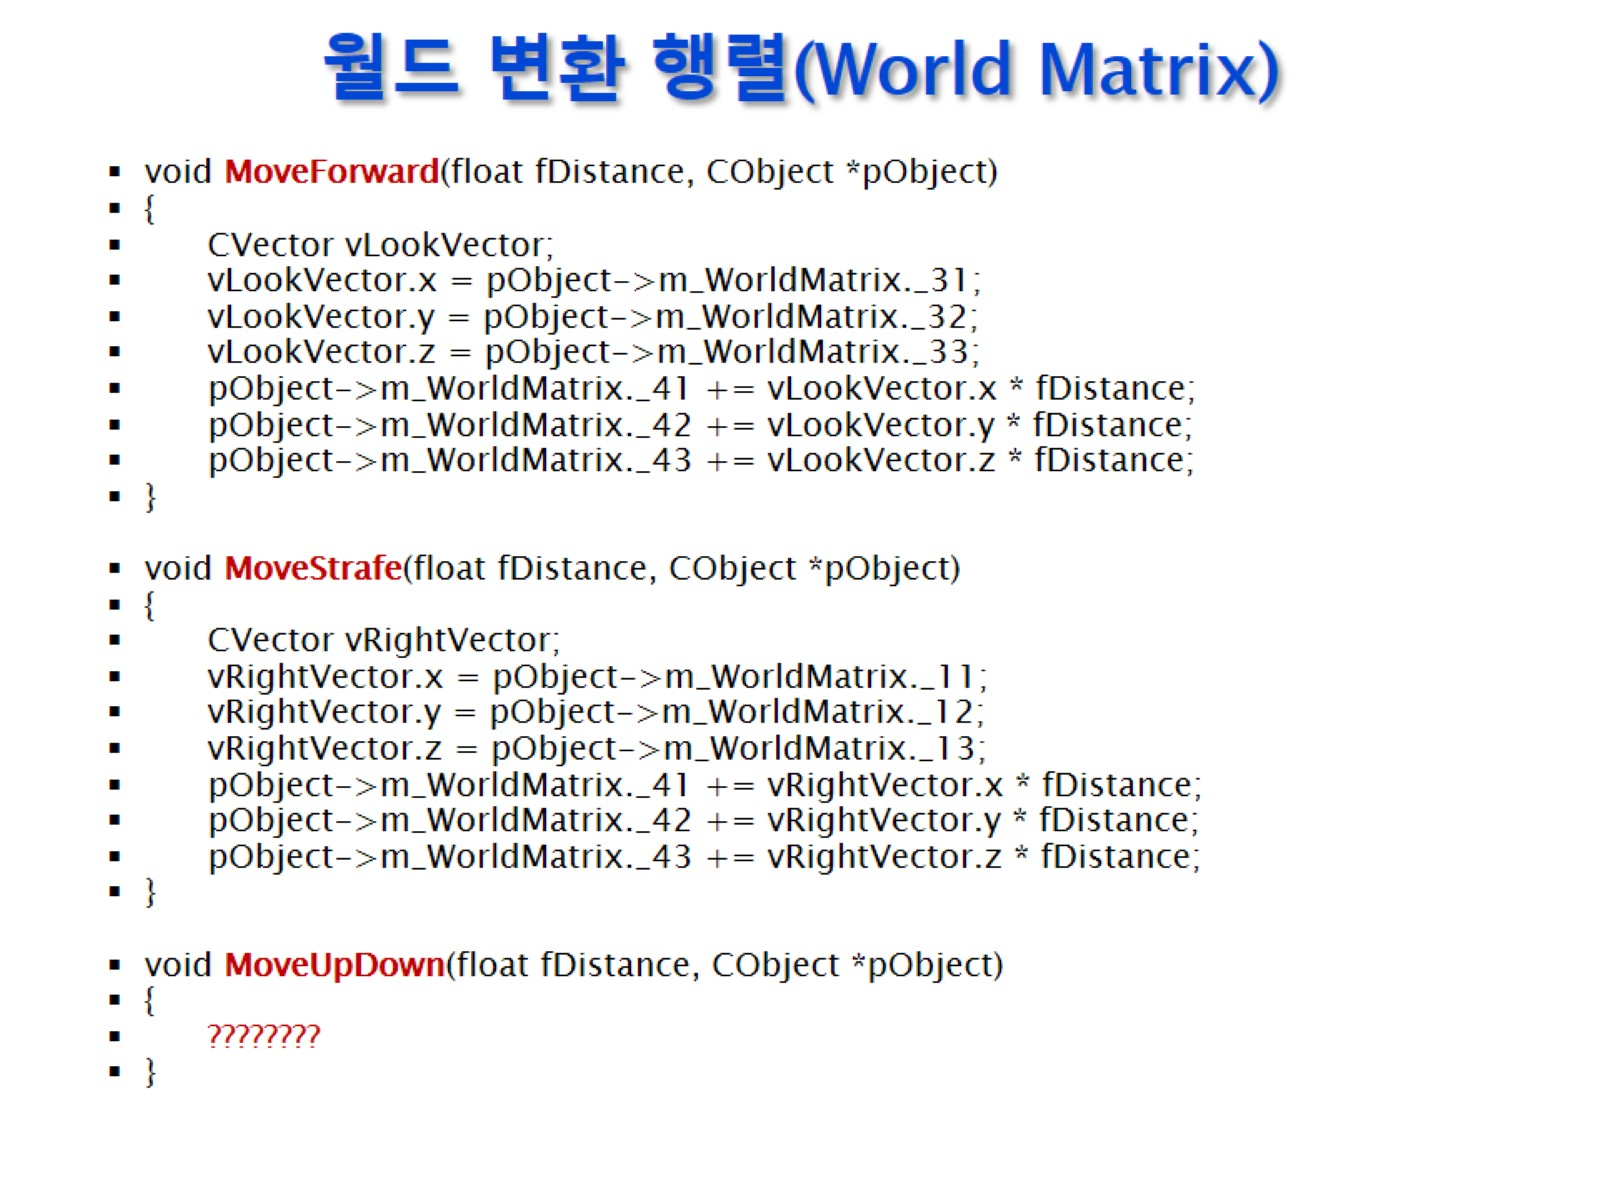 월드 변환 행렬(World Matrix)
▪ void MoveForward(float fDistance, CObject *pObject)
▪ {
▪ CVector vLookVector;
▪ vLookVector.x = pObject->m_WorldMatrix._31;
▪ vLookVector.y = pObject->m_WorldMatrix._32;
▪ vLookVector.z = pObject->m_WorldMatrix._33;
▪ pObject->m_WorldMatrix._41 += vLookVector.x * fDistance;
▪ pObject->m_WorldMatrix._42 += vLookVector.y * fDistance;
▪ pObject->m_WorldMatrix._43 += vLookVector.z * fDistance;
▪ }
▪ void MoveStrafe(float fDistance, CObject *pObject)
▪ {
▪ CVector vRightVector;
▪ vRightVector.x = pObject->m_WorldMatrix._11;
▪ vRightVector.y = pObject->m_WorldMatrix._12;
▪ vRightVector.z = pObject->m_WorldMatrix._13;
▪ pObject->m_WorldMatrix._41 += vRightVector.x * fDistance;
▪ pObject->m_WorldMatrix._42 += vRightVector.y * fDistance;
▪ pObject->m_WorldMatrix._43 += vRightVector.z * fDistance;
▪ }
▪ void MoveUpDown(float fDistance, CObject *pObject)
▪ {
▪ ????????
▪ }